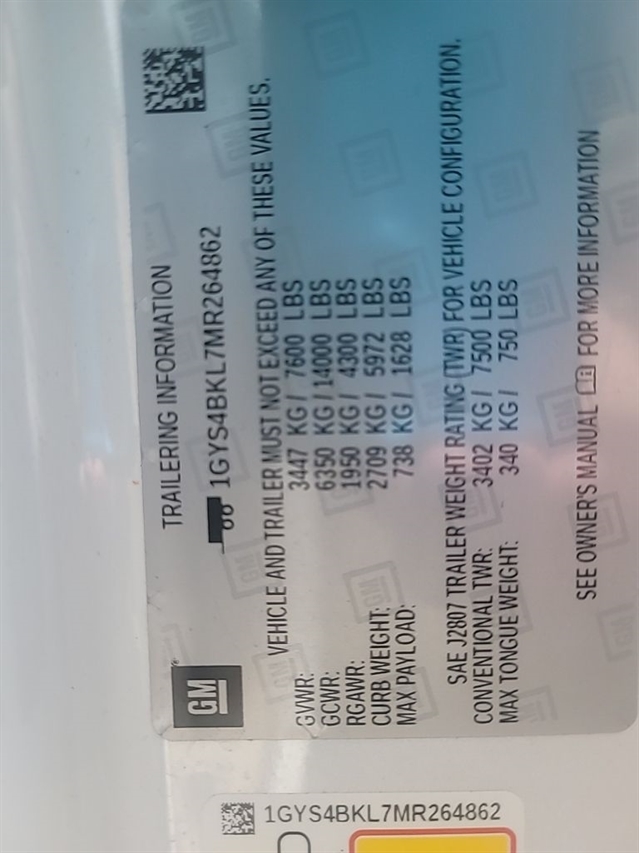 GM
TRAILERING INFORMATION
1GYS4BKL7MR264862
VEHICLE AND TRAILER MUST NOT EXCEED ANY OF THESE VALUES.
GVWR: 3447 KG / 7600 LBS
GCWR: 6350 KG / 14000 LBS
RGAWR: 1950 KG / 4300 LBS
CURB WEIGHT: 2709 KG / 5972 LBS
MAX PAYLOAD: 738 KG / 1628 LBS
SAE J2807 TRAILER WEIGHT RATING (TWR) FOR VEHICLE CONFIGURATION.
CONVENTIONAL TWR: 3402 KG / 7500 LBS
MAX TONGUE WEIGHT: 340 KG / 750 LBS
SEE OWNER'S MANUAL FOR MORE INFORMATION
1GYS4BKL7MR264862